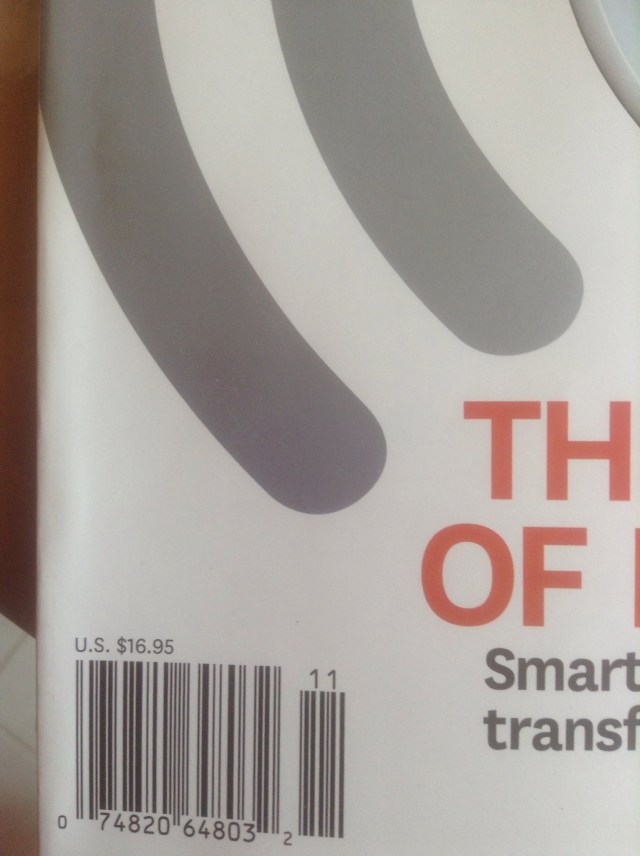 TH
OF
Smart
transf
U.S. $16.95
11
0 74820 64803 2